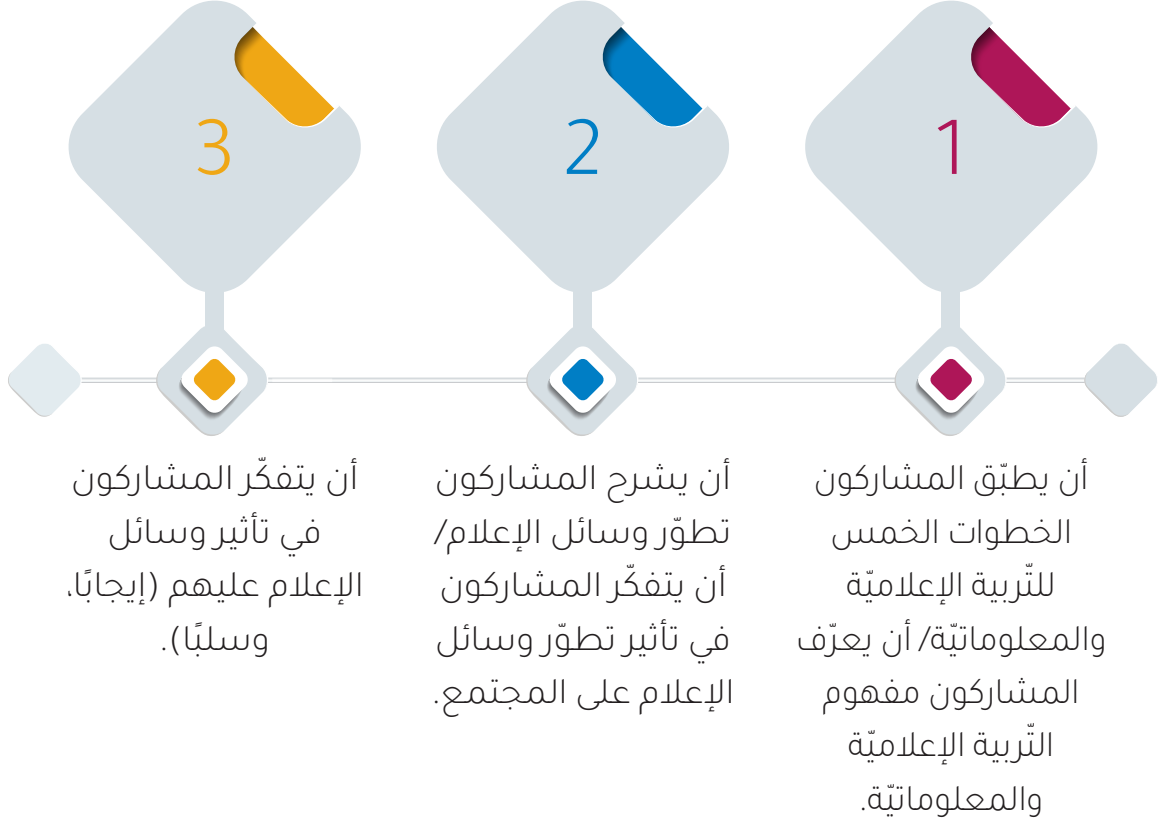 1
أن يطبّق المشاركون
الخطوات الخمس
للتّربية الإعلاميّة
والمعلوماتيّة/ أن يعرّف
المشاركون مفهوم
التّربية الإعلاميّة
والمعلوماتيّة.
2
أن يشرح المشاركون
تطوّر وسائل الإعلام/
أن يتفكّر المشاركون
في تأثير تطوّر وسائل
الإعلام على المجتمع.
3
أن يتفكّر المشاركون
في تأثير وسائل
الإعلام عليهم (إيجابًا،
وسلبًا).